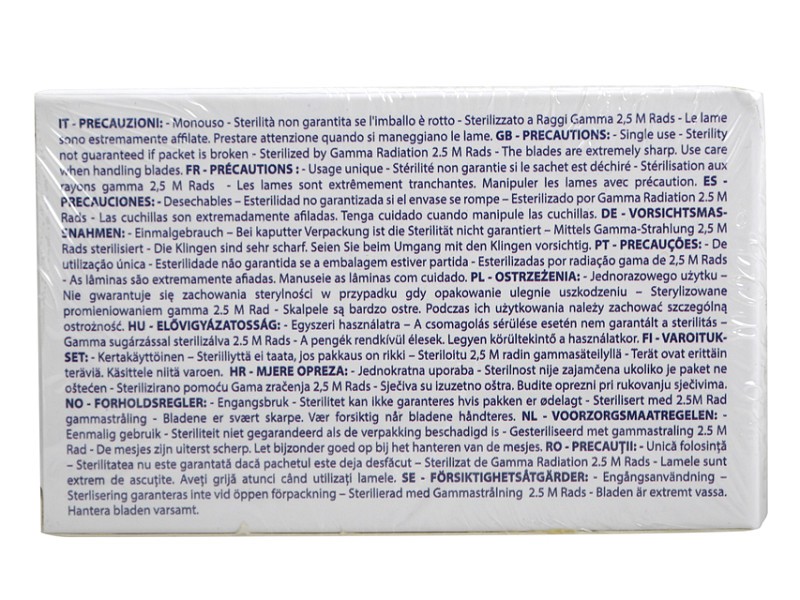 IT - PRECAUZIONI: - Monouso - Sterilità non garantita se l'imballo è rotto - Sterilizzato a Raggi Gamma 2,5 M Rads - Le lame
sono estremamente affilate. Prestare attenzione quando si maneggiano le lame. GB - PRECAUTIONS: - Single use - Sterility
not guaranteed if packet is broken - Sterilized by Gamma Radiation 2.5 M Rads - The blades are extremely sharp. Use care
when handling blades. FR - PRÉCAUTIONS : - Usage unique - Stérilité non garantie si le sachet est déchiré - Stérilisation aux
rayons gamma 2,5 M Rads - Les lames sont extrêmement tranchantes. Manipuler les lames avec précaution. ES -
PRECAUCIONES: - Desechables – Esterilidad no garantizada si el envase se rompe – Esterilizado por Gamma Radiation 2.5 M
Rads - Las cuchillas son extremadamente afiladas. Tenga cuidado cuando manipule las cuchillas. DE - VORSICHTSMAS-
SNAHMEN: - Einmalgebrauch – Bei kaputter Verpackung ist die Sterilität nicht garantiert – Mittels Gamma-Strahlung 2,5 M
Rads sterilisiert - Die Klingen sind sehr scharf. Seien Sie beim Umgang mit den Klingen vorsichtig. PT - PRECAUÇÕES: - De
utilização única - Esterilidade não garantida se a embalagem estiver partida - Esterilizadas por radiação gama de 2,5 M Rads
- As lâminas são extremamente afiadas. Manuseie as lâminas com cuidado. PL - OSTRZEŻENIA: - Jednorazowego użytku –
Nie gwarantuje się zachowania sterylności w przypadku gdy opakowanie ulegnie uszkodzeniu – Sterylizowane
promieniowaniem gamma 2.5 M Rad - Skalpele są bardzo ostre. Podczas ich użytkowania należy zachować szczególną
ostrożność. HU - ELŐVIGYÁZATOSSÁG: - Egyszeri használatra – A csomagolás sérülése esetén nem garantált a sterilitás –
Gamma sugárzással sterilizálva 2.5 M Rads - A pengék rendkívül élesek. Legyen körültekintő a használatkor. FI - VAROITUK-
SET: - Kertakäyttöinen – Steriiliyttä ei taata, jos pakkaus on rikki – Steriloitu 2,5 M radin gammasäteilyllä - Terät ovat erittäin
teräviä. Käsittele niitä varoen. HR - MJERE OPREZA: - Jednokratna uporaba - Sterilnost nije zajamčena ukoliko je paket ne
oštećen - Sterilizirano pomoću Gama zračenja 2,5 M Rads - Sječiva su izuzetno oštra. Budite oprezni pri rukovanju sječivima.
NO - FORHOLDSREGLER: - Engangsbruk - Sterilitet kan ikke garanteres hvis pakken er ødelagt - Sterilisert med 2.5M Rad
gammastråling - Bladene er svært skarpe. Vær forsiktig når bladene håndteres. NL - VOORZORGSMAATREGELEN: -
Eenmalig gebruik - Steriliteit niet gegarandeerd als de verpakking beschadigd is - Gesteriliseerd met gammastraling 2.5 M
Rad - De mesjes zijn uiterst scherp. Let bijzonder goed op bij het hanteren van de mesjes. RO - PRECAUȚII: - Unică folosință
– Sterilitatea nu este garantată dacă pachetul este deja desfăcut – Sterilizat de Gamma Radiation 2.5 M Rads - Lamele sunt
extrem de ascuțite. Aveți grijă atunci când utilizați lamele. SE - FÖRSIKTIGHETSÅTGÄRDER: - Engångsanvändning –
Sterlisering garanteras inte vid öppen förpackning – Sterilierad med Gammastrålning 2.5 M Rads - Bladen är extremt vassa.
Hantera bladen varsamt.